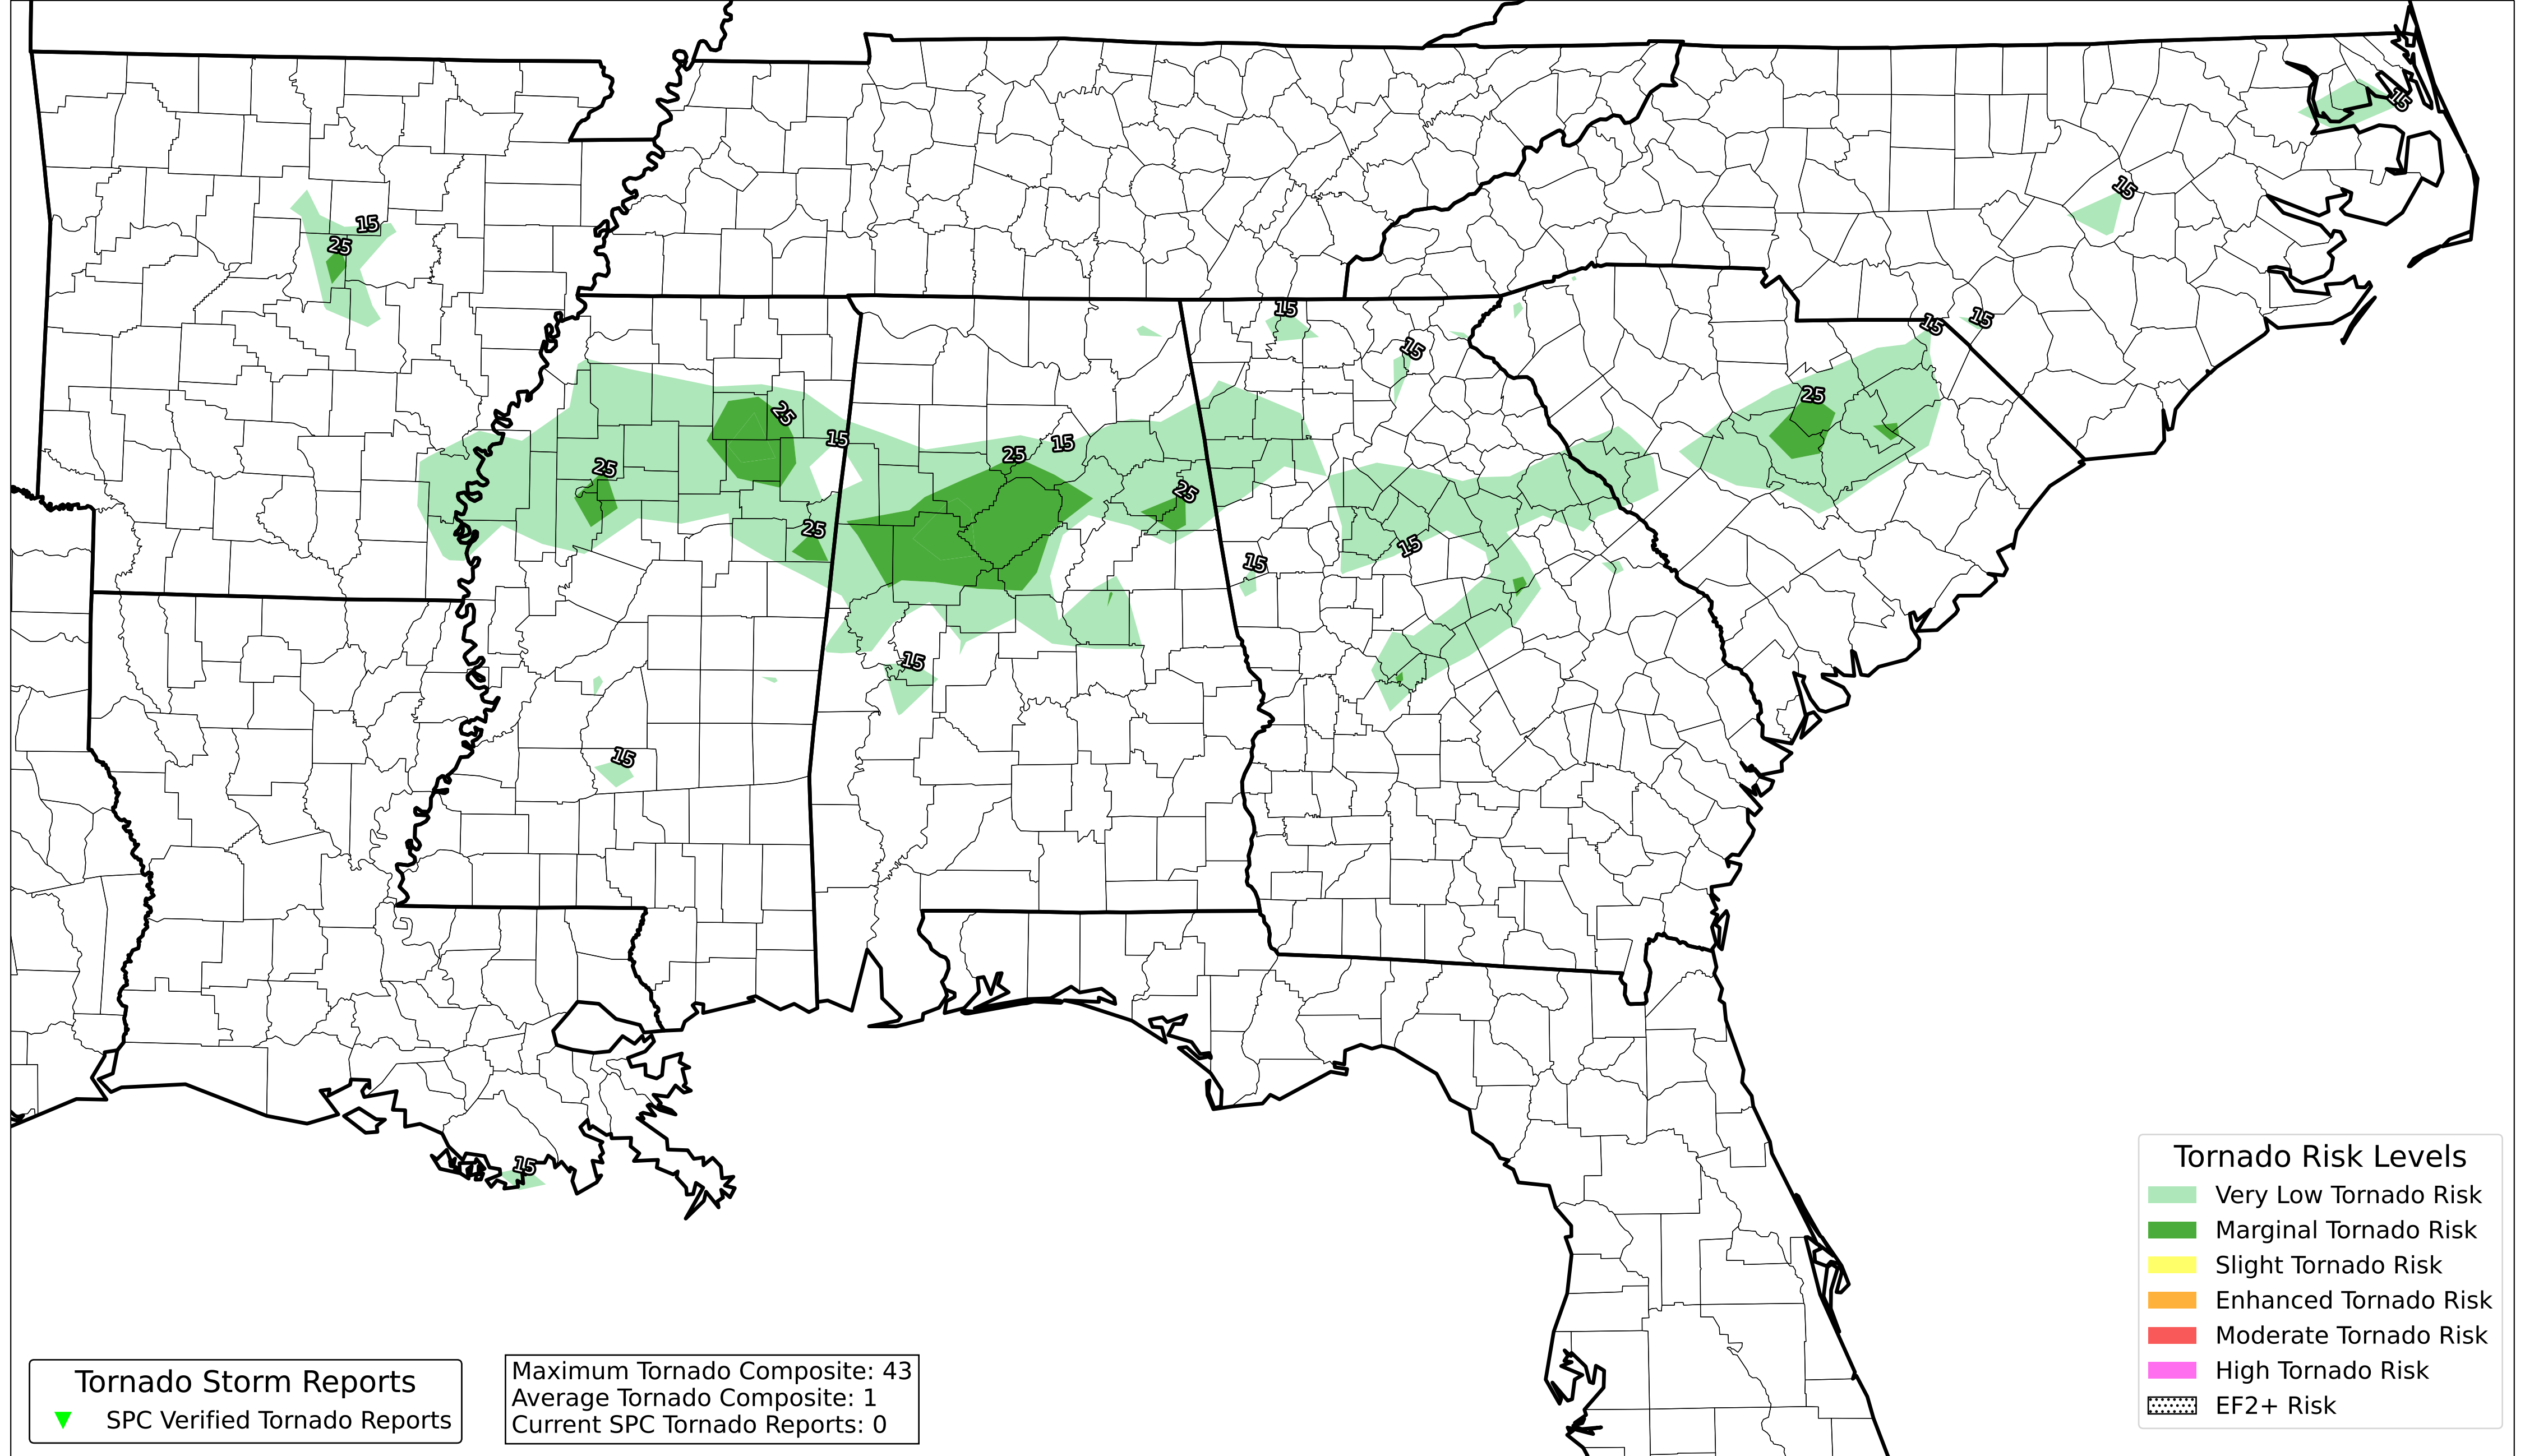 15
15
15
25
15
15
15
15
25
25
15
15
25
25
25
25
15
15
15
15
15
Tornado Risk Levels
Very Low Tornado Risk
Marginal Tornado Risk
Slight Tornado Risk
Enhanced Tornado Risk
Moderate Tornado Risk
High Tornado Risk
EF2+ Risk
Tornado Storm Reports
SPC Verified Tornado Reports
Maximum Tornado Composite: 43
Average Tornado Composite: 1
Current SPC Tornado Reports: 0